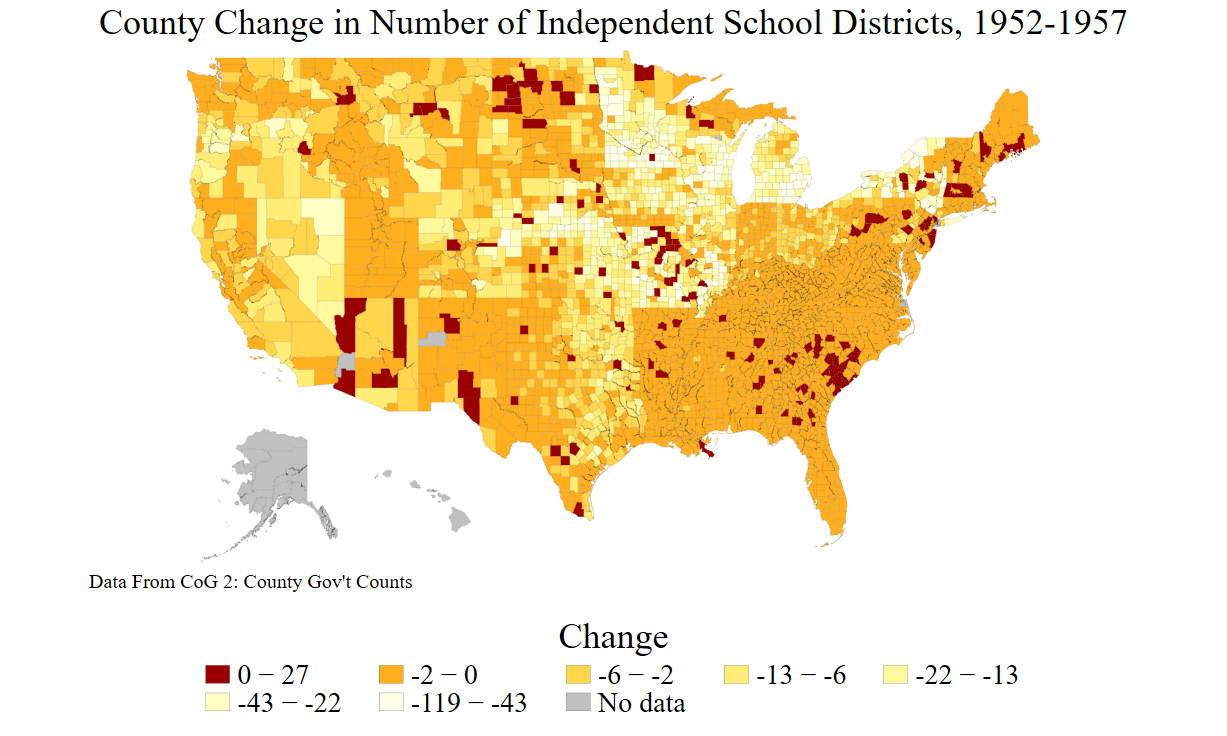 County Change in Number of Independent School Districts, 1952-1957
Data From CoG 2: County Gov't Counts
Change
0 − 27 -2 − 0 -6 − -2 -13 − -6 -22 − -13
-43 − -22 -119 − -43 No data